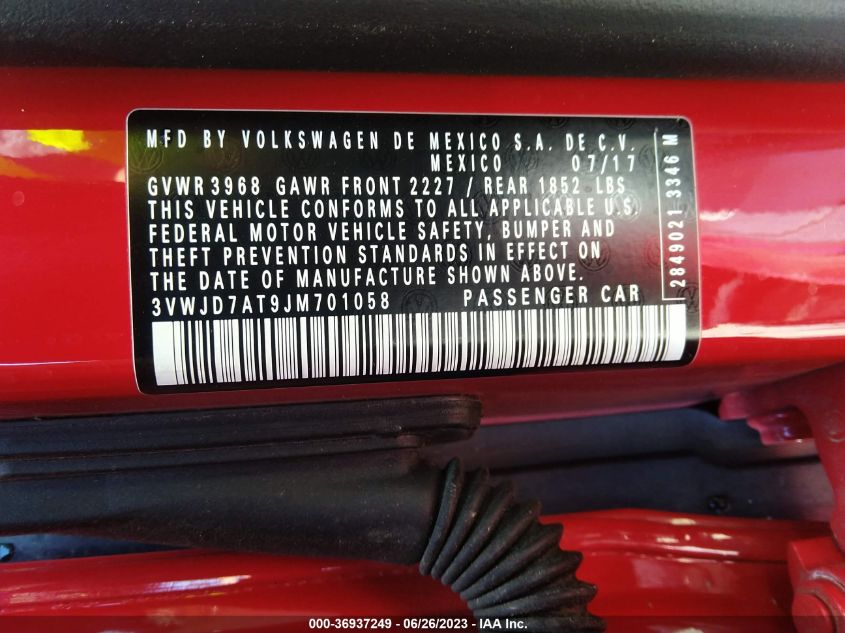 MFD BY VOLKSWAGEN DE MEXICO S.A. DE C.V.
MEXICO 07/17
GVWR 3968 GAWR FRONT 2227 / REAR 1852 LBS
THIS VEHICLE CONFORMS TO ALL APPLICABLE U.S.
FEDERAL MOTOR VEHICLE SAFETY, BUMPER AND
THEFT PREVENTION STANDARDS IN EFFECT ON
THE DATE OF MANUFACTURE SHOWN ABOVE.
3VWJD7AT9JM701058 PASSENGER CAR
2849021 3346 M
000-36937249 - 06/26/2023 - IAA Inc.